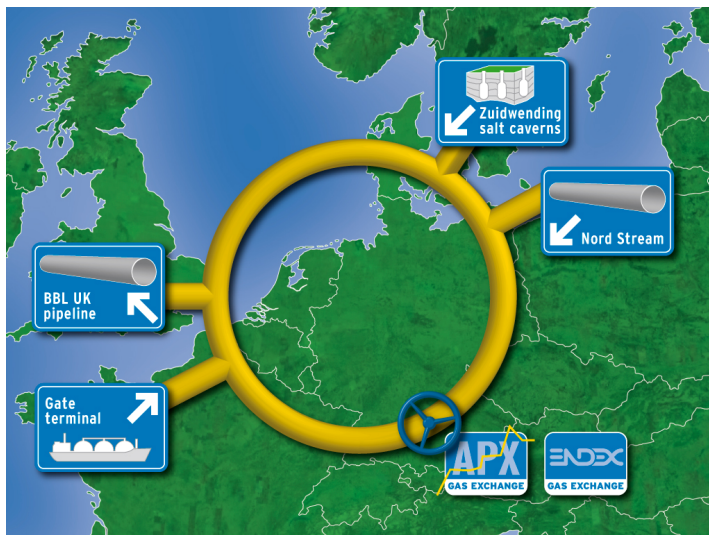 Zuidwending
salt caverns
Nord Stream
BBL UK
pipeline
Gate
terminal
APX
GAS EXCHANGE
ENDEX
GAS EXCHANGE